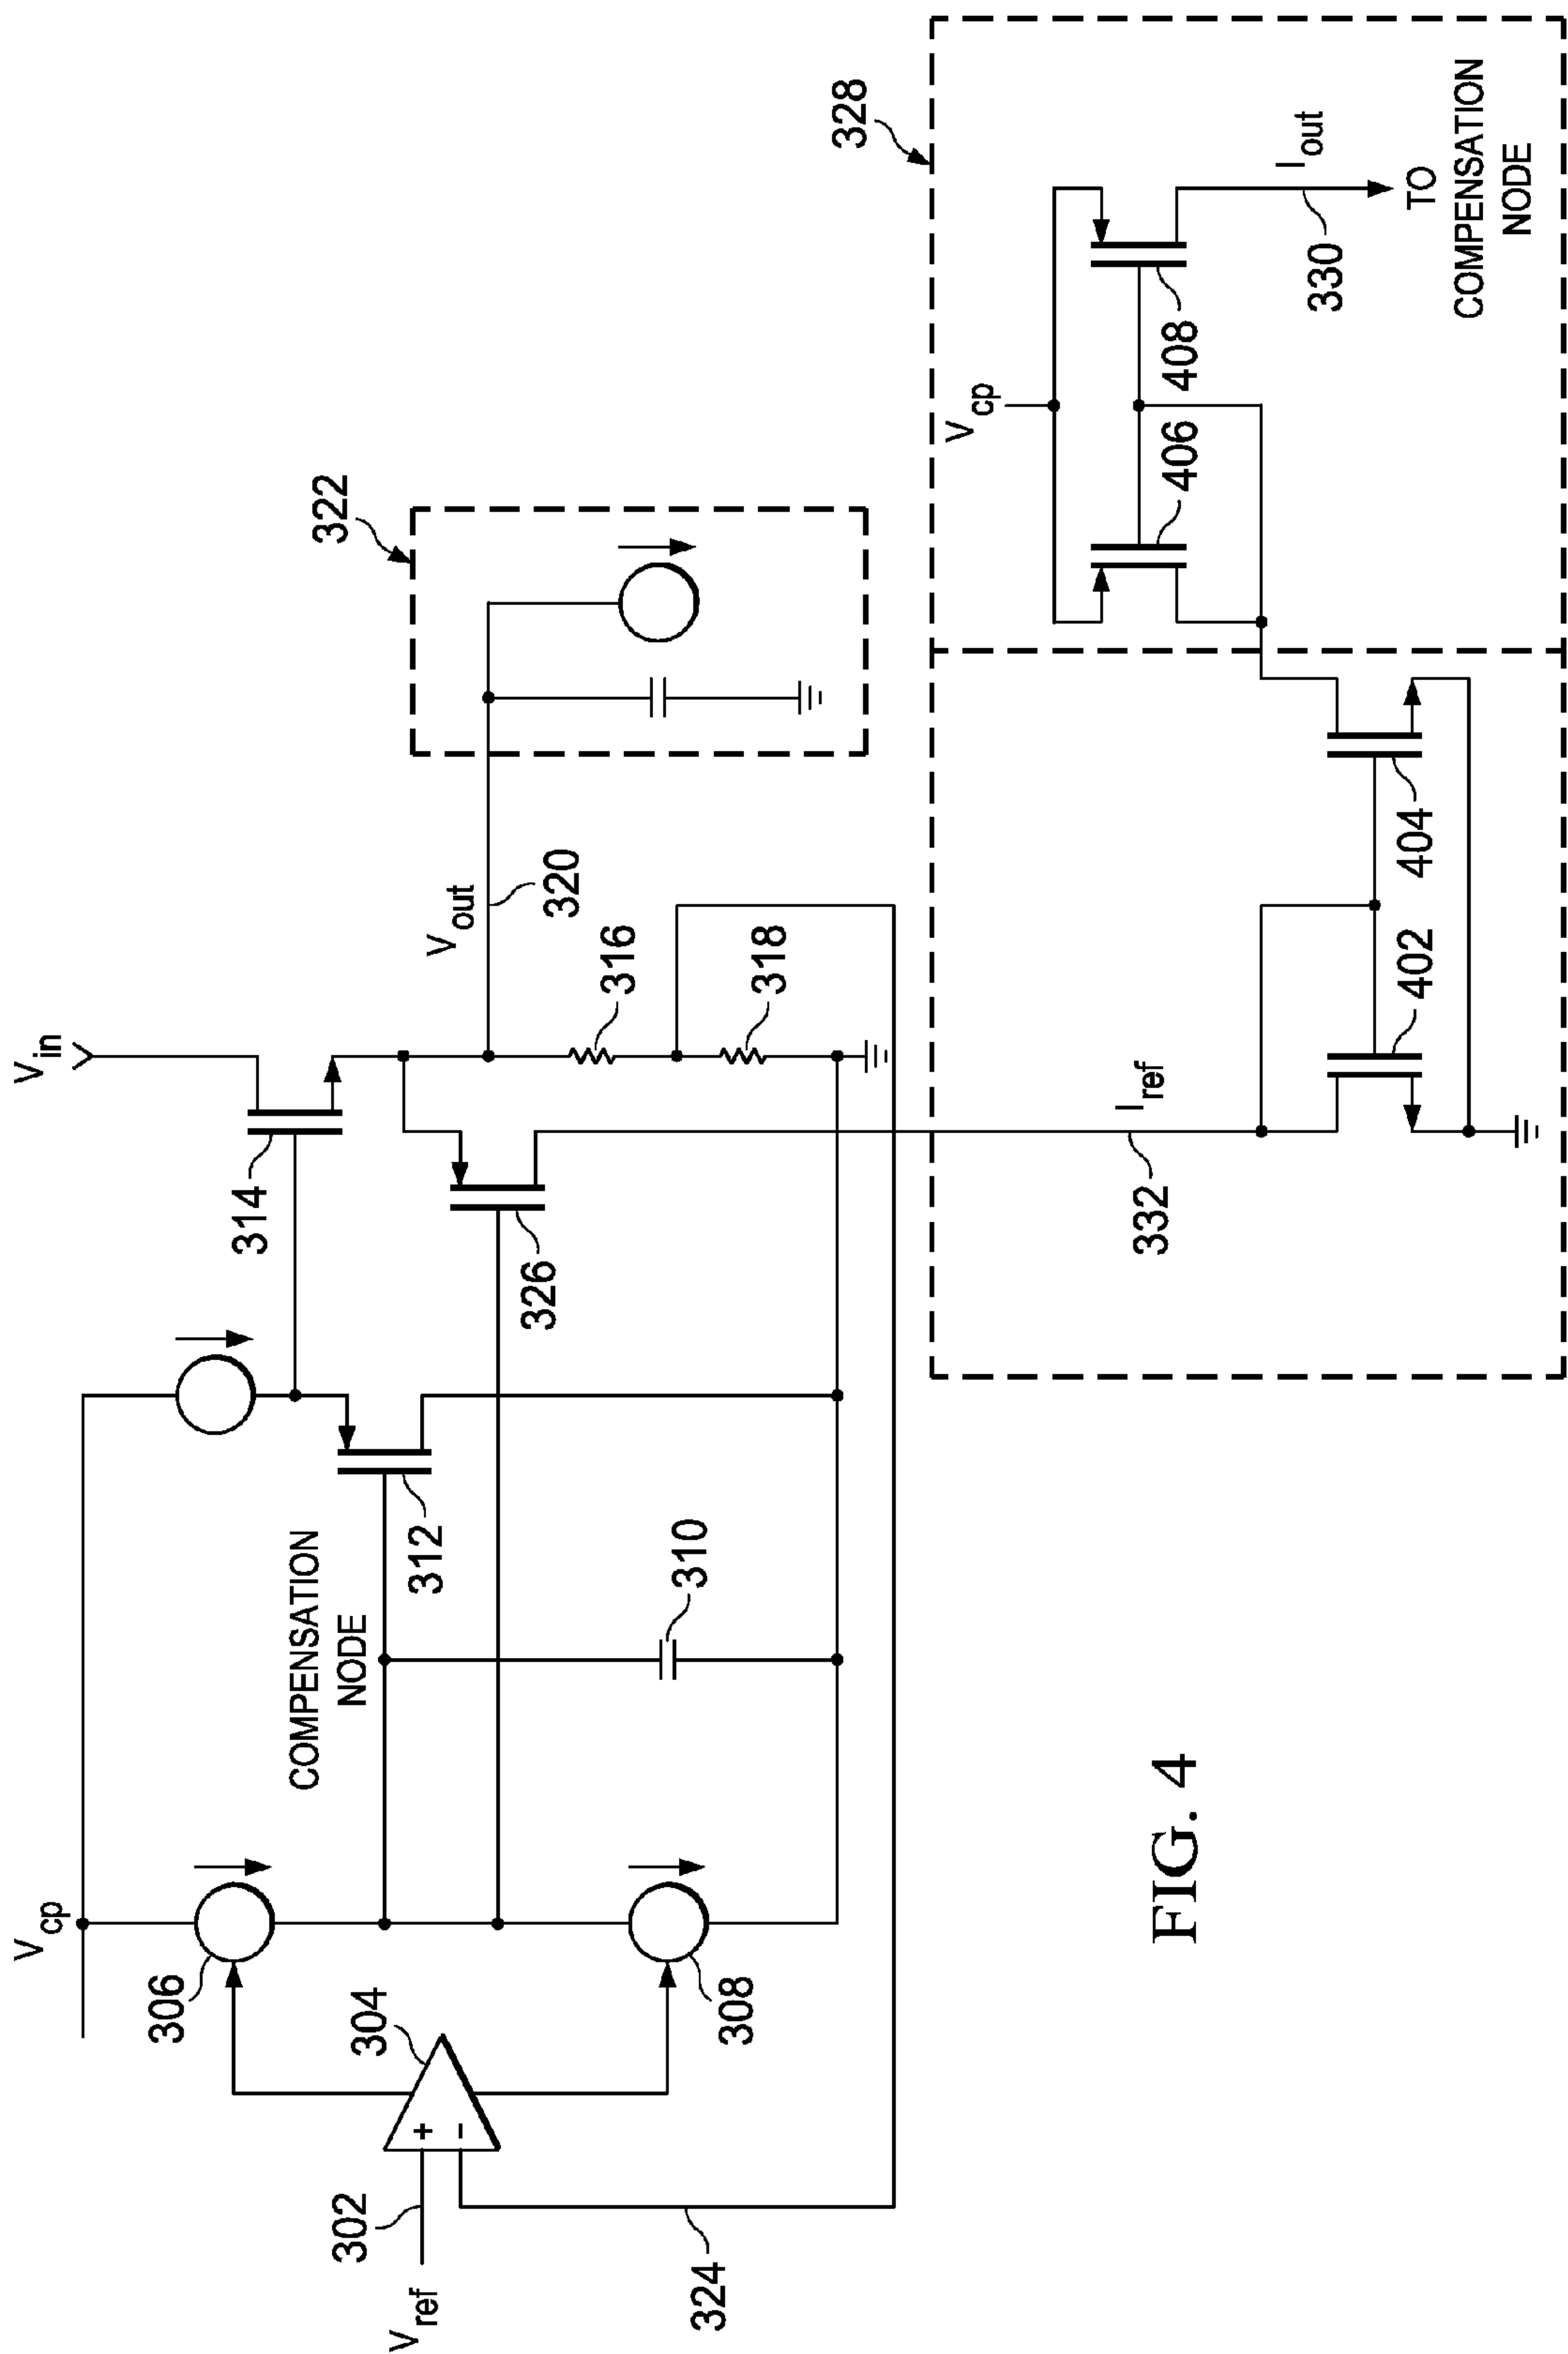 V_cp
V_in
306
314
322
304
COMPENSATION
NODE
V_out
302
V_ref
312
326
320
316
310
318
308
324
328
V_cp
I_ref
332
406
408
I_out
330
402
404
TO
COMPENSATION
NODE
FIG. 4
+
-